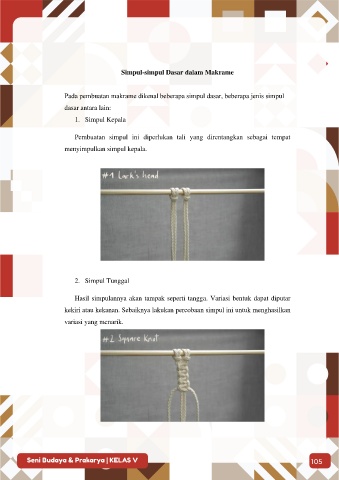 Simpul-simpul Dasar dalam Makrame
Pada pembuatan makrame dikenal beberapa simpul dasar, beberapa jenis simpul
dasar antara lain:
1. Simpul Kepala
Pembuatan simpul ini diperlukan tali yang direntangkan sebagai tempat
menyimpulkan simpul kepala.
#1 Lark's head
2. Simpul Tunggal
Hasil simpulannya akan tampak seperti tangga. Variasi bentuk dapat diputar
kekiri atau kekanan. Sebaiknya lakukan percobaan simpul ini untuk menghasilkan
variasi yang menarik.
#2 Square Knot
Seni Budaya & Prakarya | KELAS V
105